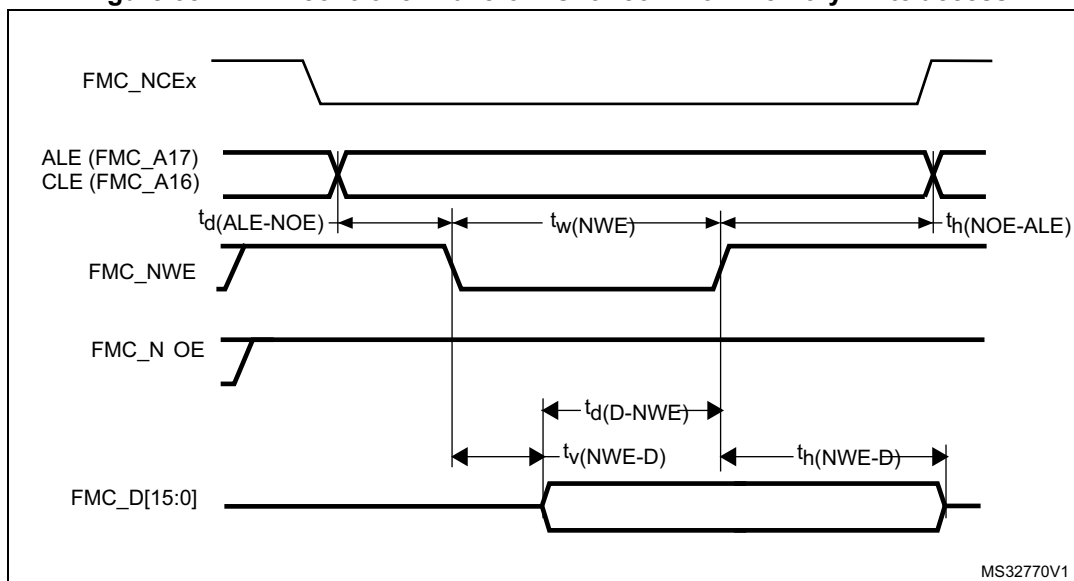 FMC_NCEx
ALE (FMC_A17)
CLE (FMC_A16)
td(ALE-NOE)
tw(NWE)
th(NOE-ALE)
FMC_NWE
FMC_N OE
td(D-NWE)
tv(NWE-D)
th(NWE-D)
FMC_D[15:0]
MS32770V1